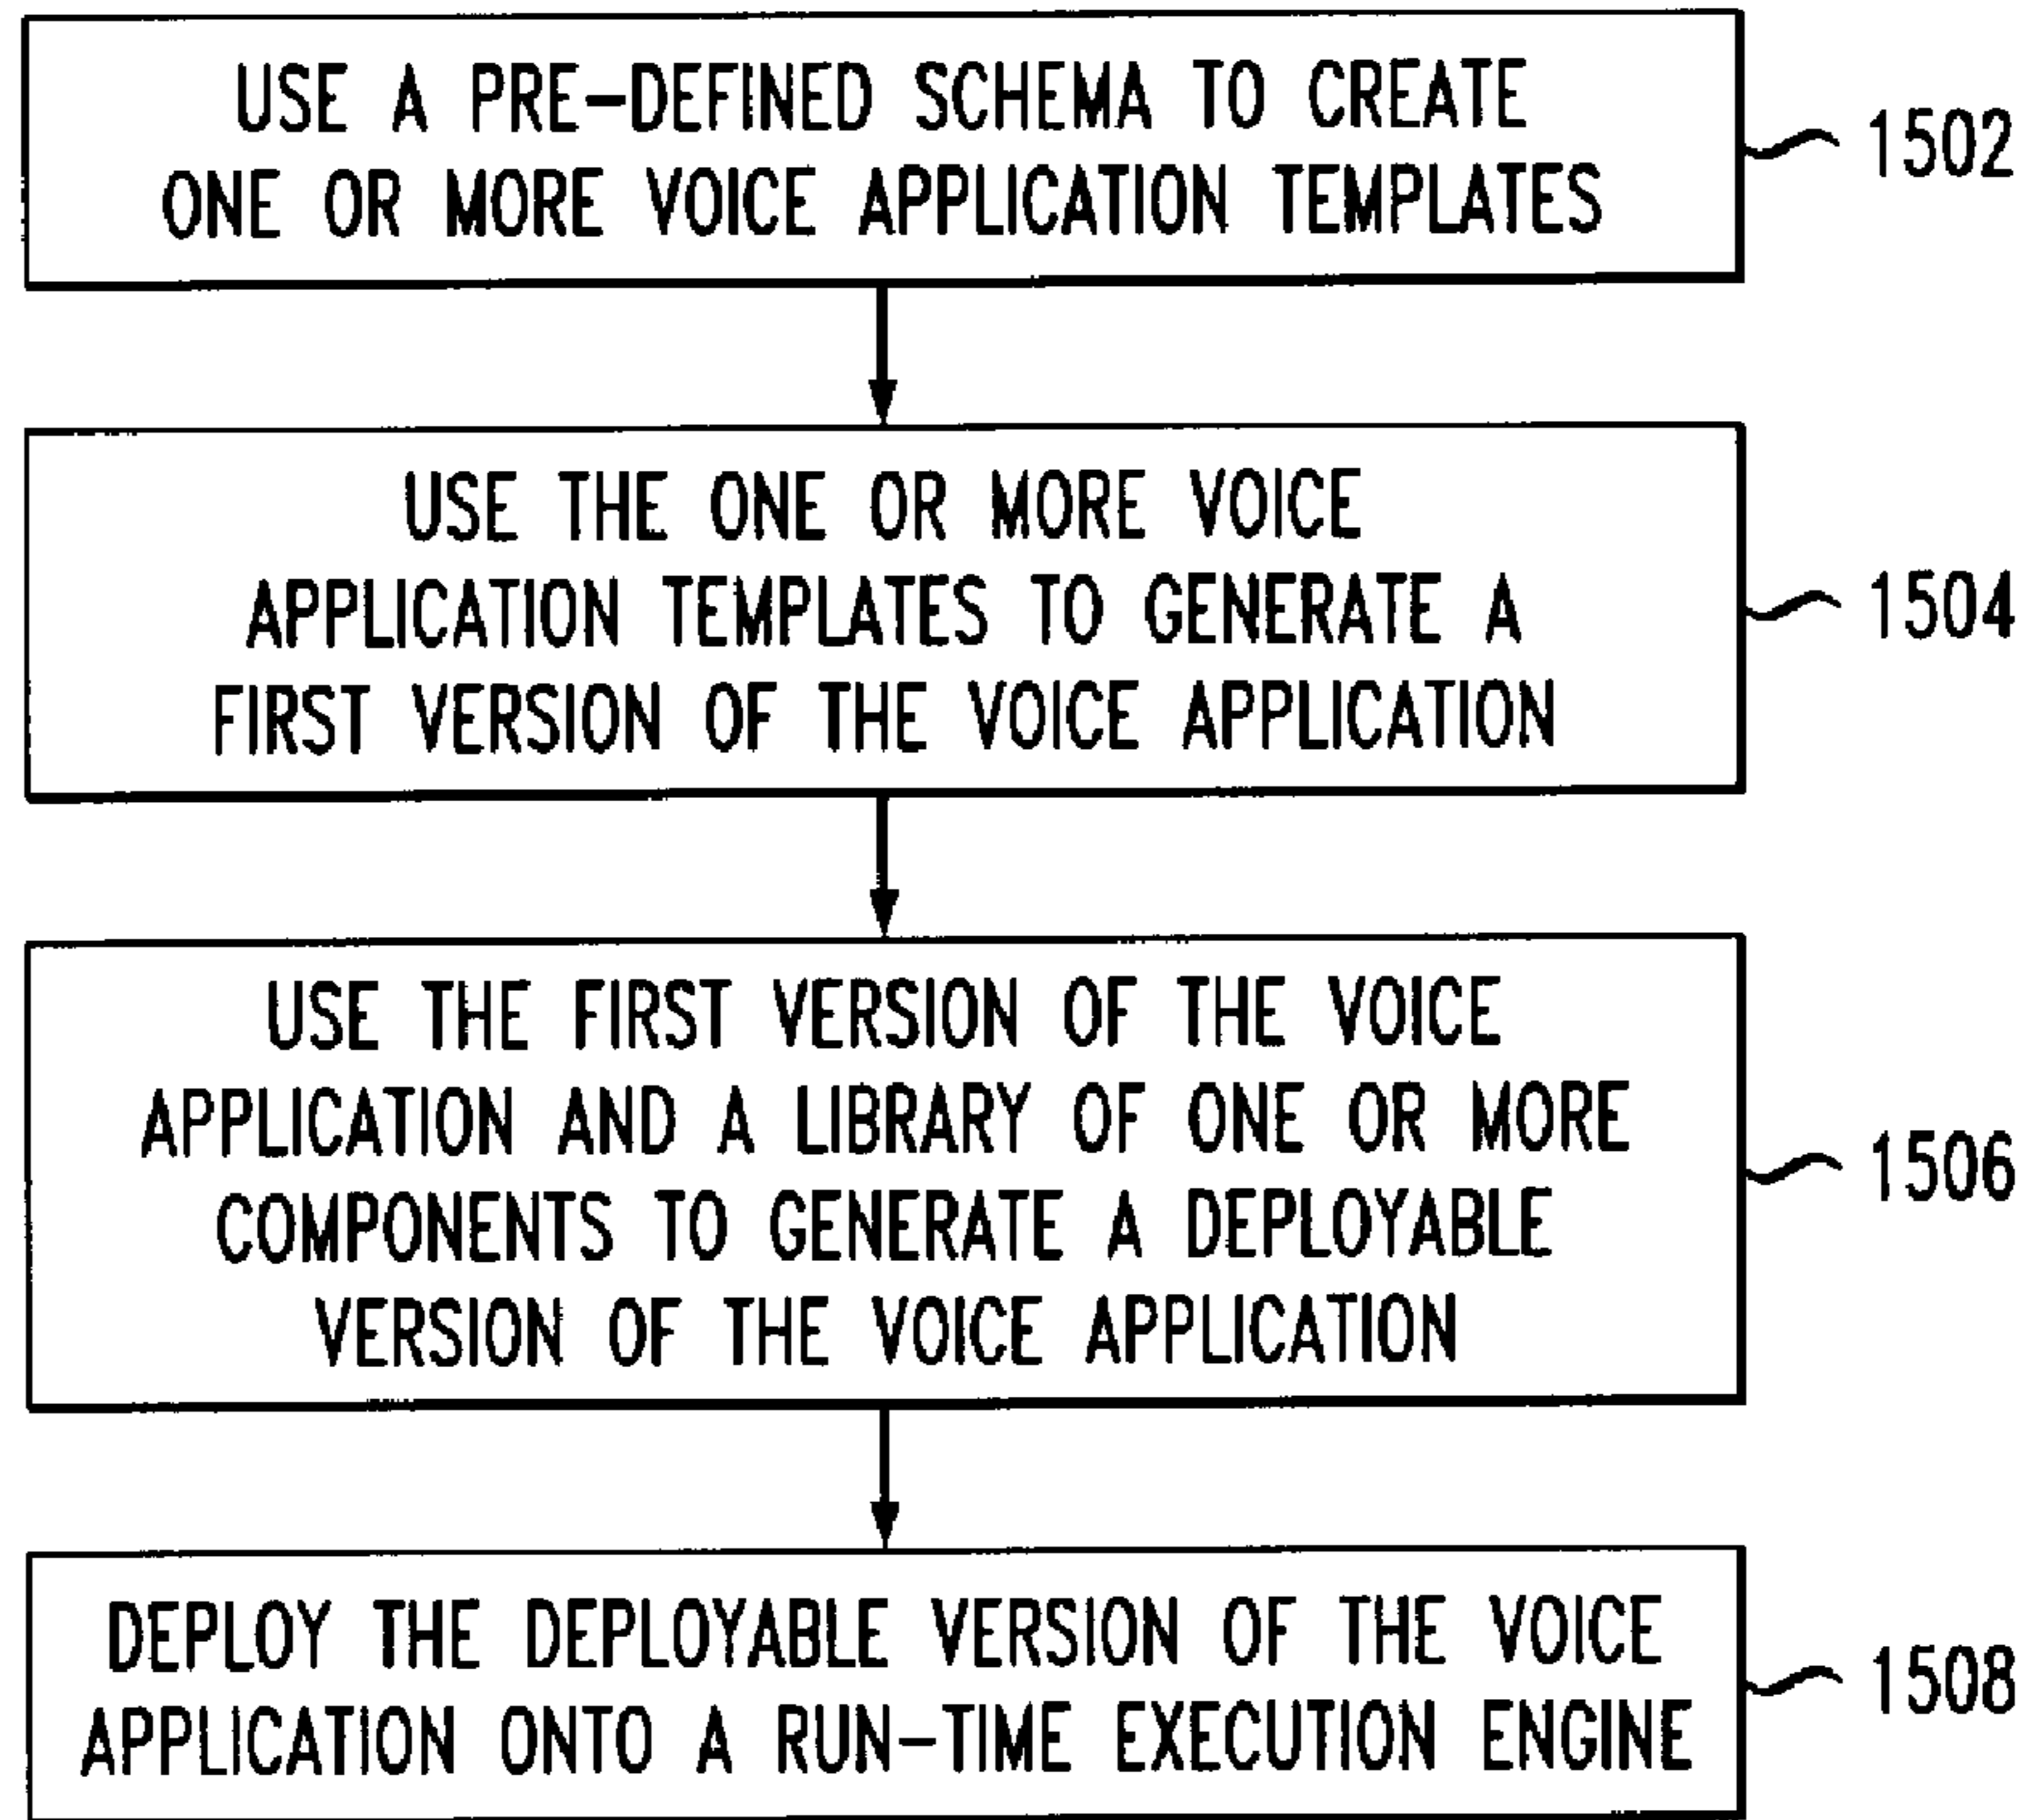 USE A PRE-DEFINED SCHEMA TO CREATE
ONE OR MORE VOICE APPLICATION TEMPLATES
1502
USE THE ONE OR MORE VOICE
APPLICATION TEMPLATES TO GENERATE A
FIRST VERSION OF THE VOICE APPLICATION
1504
USE THE FIRST VERSION OF THE VOICE
APPLICATION AND A LIBRARY OF ONE OR MORE
COMPONENTS TO GENERATE A DEPLOYABLE
VERSION OF THE VOICE APPLICATION
1506
DEPLOY THE DEPLOYABLE VERSION OF THE VOICE
APPLICATION ONTO A RUN-TIME EXECUTION ENGINE
1508